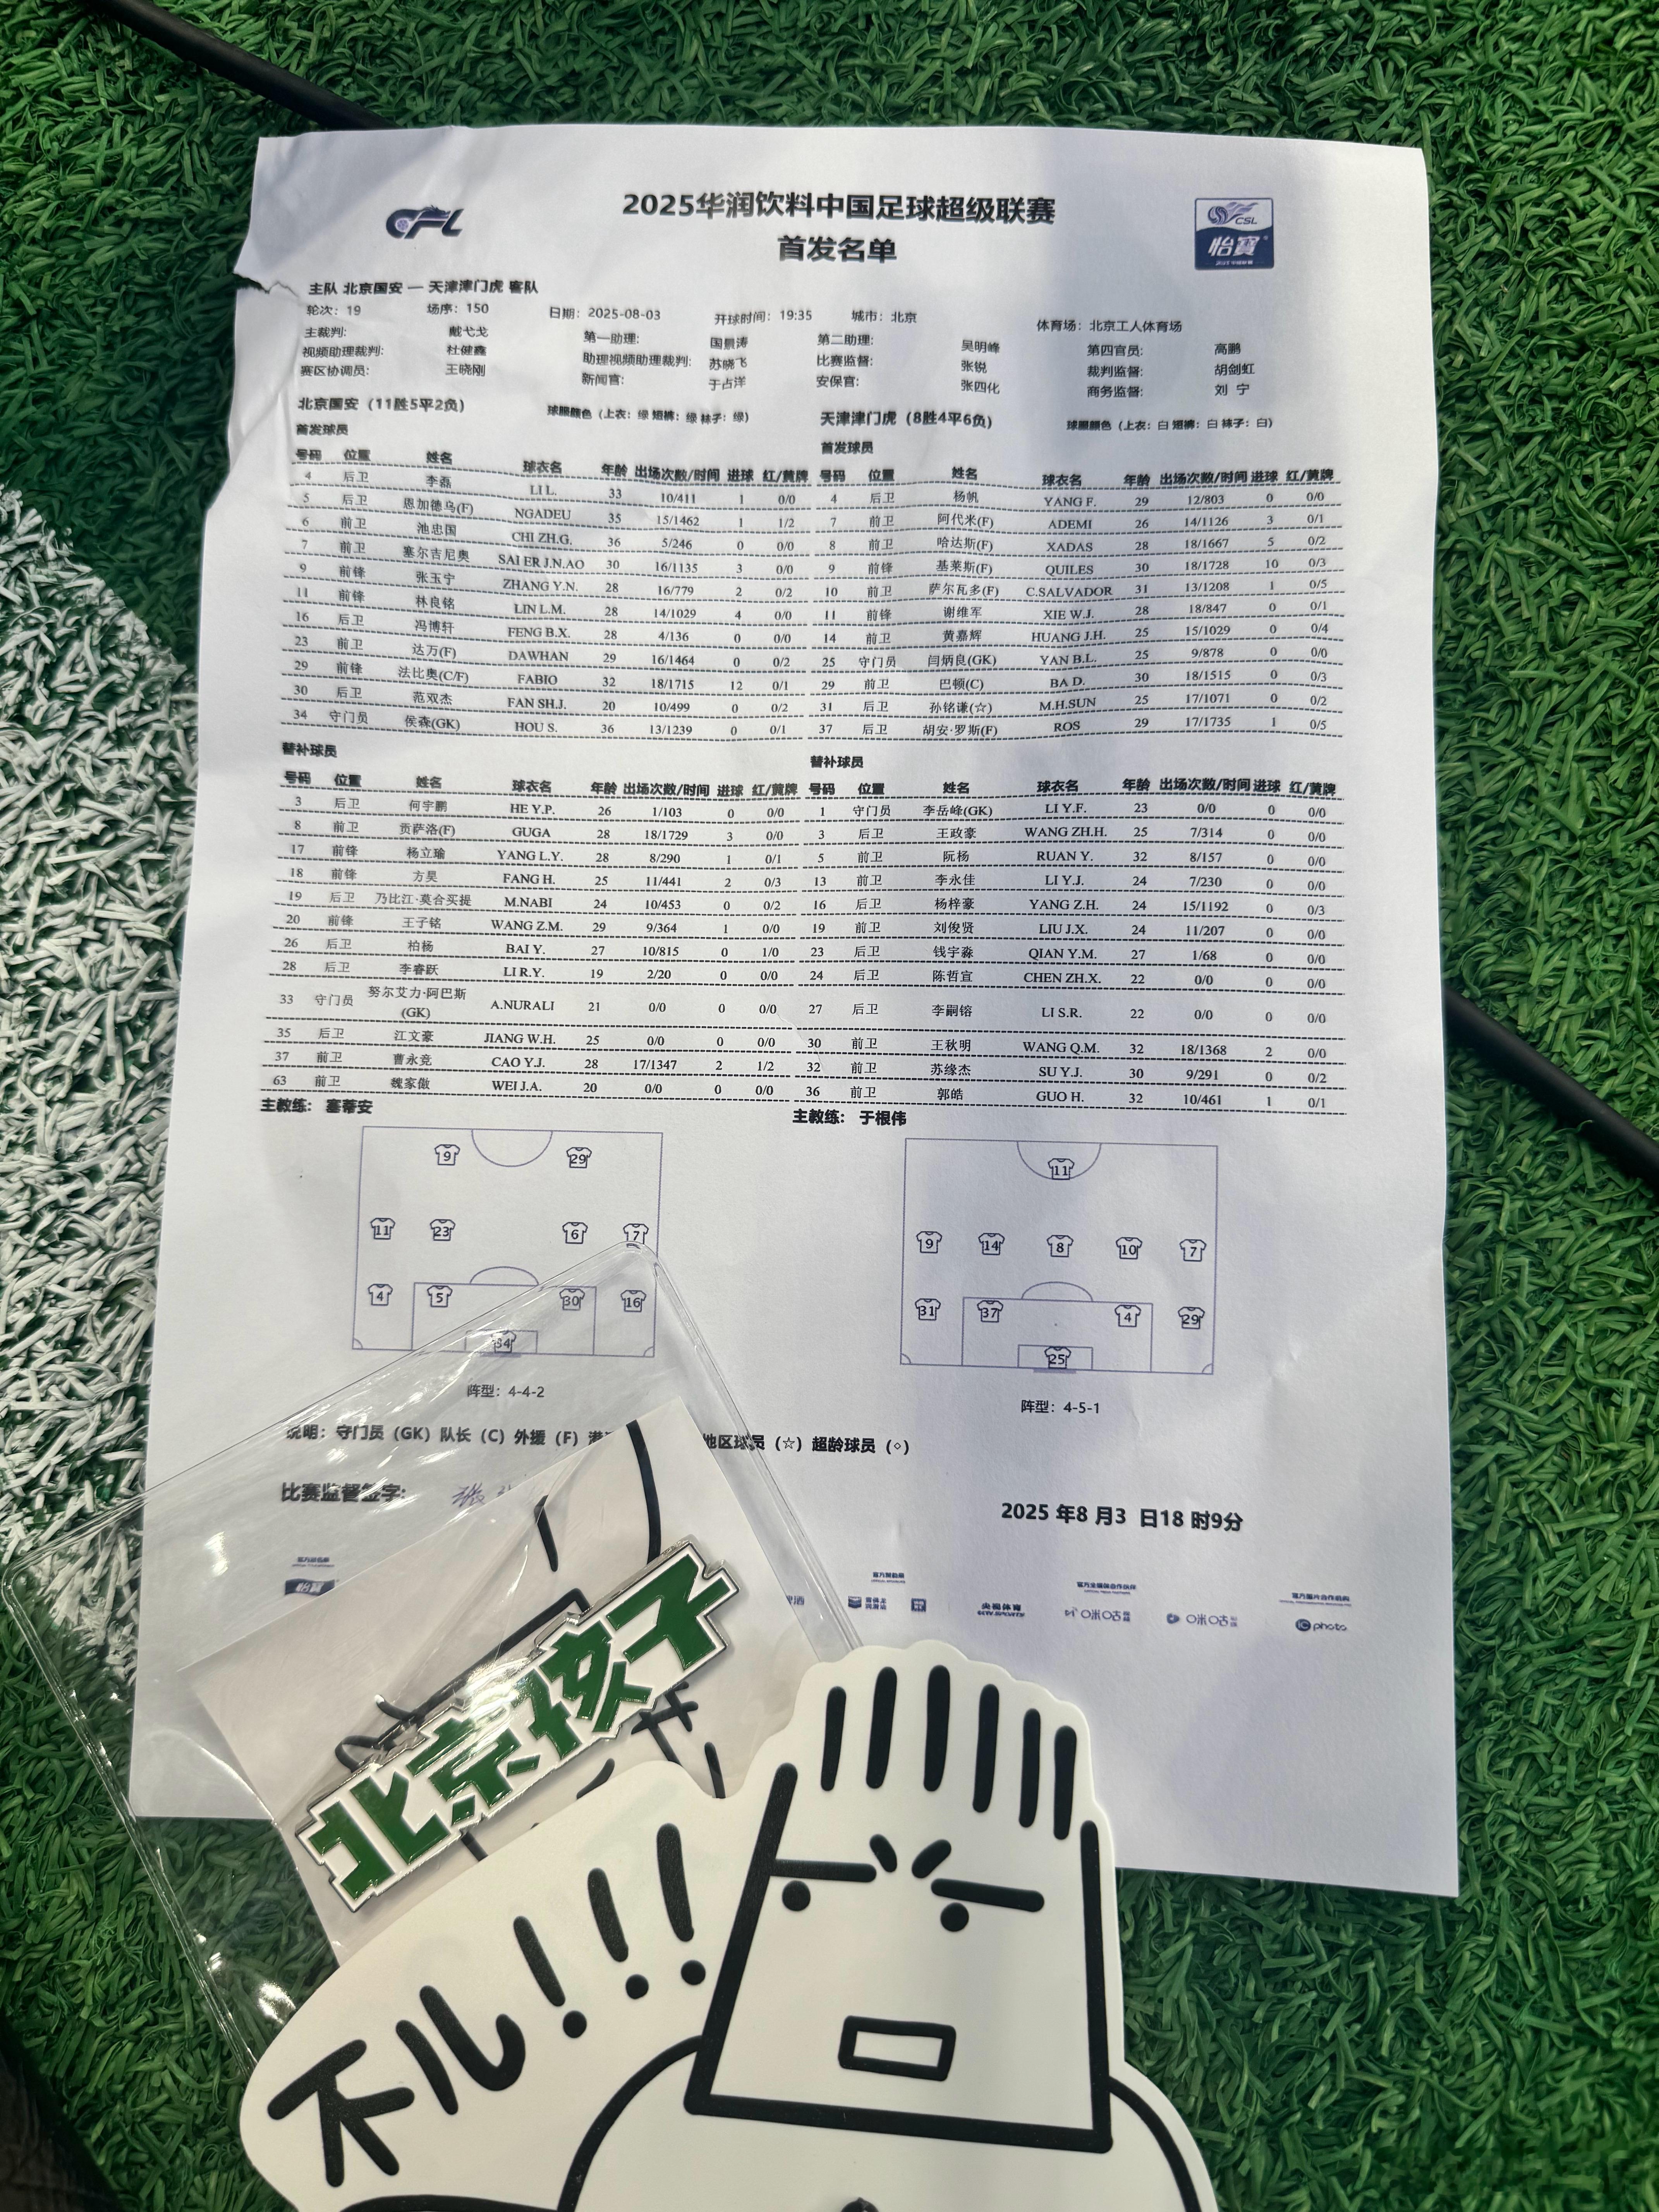 CFL
2025华润饮料中国足球超级联赛
首发名单
CSL
怡寶
主队 北京国安 — 天津津门虎 客队
轮次：19 场序：150 日期：2025-08-03 开球时间：19:35 城市：北京 体育场：北京工人体育场
主裁判： 戴弋戈 第一助理： 国景涛 第二助理： 吴明峰 第四官员： 高鹏
视频助理裁判： 杜健鑫 助理视频助理裁判： 苏晓飞 比赛监督： 张锐 裁判监督： 胡剑虹
赛区协调员： 王晓刚 新闻官： 于占洋 安保官： 张四化 商务监督： 刘 宁
北京国安（11胜5平2负） 球服颜色（上衣：绿 短裤：绿 袜子：绿） 天津津门虎（8胜4平6负） 球服颜色（上衣：白 短裤：白 袜子：白）
首发球员 首发球员
号码 位置 姓名 球衣名 年龄 出场次数/时间 进球 红/黄牌 号码 位置 姓名 球衣名 年龄 出场次数/时间 进球 红/黄牌
4 后卫 李磊 LI L. 33 10/411 1 0/0 4 后卫 杨帆 YANG F. 29 12/803 0 0/0
5 后卫 恩加德乌(F) NGADEU 35 15/1462 1 1/2 7 前卫 阿代米(F) ADEMI 26 14/1126 3 0/1
6 前卫 池忠国 CHI ZH.G. 36 5/246 0 0/0 8 前卫 哈达斯(F) XADAS 28 18/1667 5 0/2
7 前卫 塞尔吉尼奥 SAI ER J.N.AO 30 16/1135 3 0/0 9 前锋 基莱斯(F) QUILES 30 18/1728 10 0/3
9 前锋 张玉宁 ZHANG Y.N. 28 16/779 2 0/2 10 前卫 萨尔瓦多(F) C.SALVADOR 31 13/1208 1 0/5
11 前锋 林良铭 LIN L.M. 28 14/1029 4 0/0 11 前锋 谢维军 XIE W.J. 28 18/847 0 0/1
16 后卫 冯博轩 FENG B.X. 28 4/136 0 0/0 14 前卫 黄嘉辉 HUANG J.H. 25 15/1029 0 0/4
23 前卫 达万(F) DAWHAN 29 16/1464 0 0/2 25 守门员 闫炳良(GK) YAN B.L. 25 9/878 0 0/0
29 前锋 法比奥(C/F) FABIO 32 18/1715 12 0/1 29 前卫 巴顿(C) BA D. 30 18/1515 0 0/3
30 后卫 范双杰 FAN SH.J. 20 10/499 0 0/2 31 后卫 孙铭谦(☆) M.H.SUN 25 17/1071 0 0/2
34 守门员 侯森(GK) HOU S. 36 13/1239 0 0/1 37 后卫 胡安·罗斯(F) ROS 29 17/1735 1 0/5
替补球员 替补球员
号码 位置 姓名 球衣名 年龄 出场次数/时间 进球 红/黄牌 号码 位置 姓名 球衣名 年龄 出场次数/时间 进球 红/黄牌
3 后卫 何宇鹏 HE Y.P. 26 1/103 0 0/0 1 守门员 李岳峰(GK) LI Y.F. 23 0/0 0 0/0
8 前卫 贡萨洛(F) GUGA 28 18/1729 3 0/0 3 后卫 王政豪 WANG ZH.H. 25 7/314 0 0/0
17 前锋 杨立瑜 YANG L.Y. 28 8/290 1 0/1 5 前卫 阮杨 RUAN Y. 32 8/157 0 0/0
18 前锋 方昊 FANG H. 25 11/441 2 0/3 13 前卫 李永佳 LI Y.J. 24 7/230 0 0/0
19 后卫 乃比江·莫合买提 M.NABI 24 10/453 0 0/2 16 后卫 杨梓豪 YANG Z.H. 24 15/1192 0 0/3
20 前锋 王子铭 WANG Z.M. 29 9/364 1 0/0 19 前卫 刘俊贤 LIU J.X. 24 11/207 0 0/0
26 后卫 柏杨 BAI Y. 27 10/815 0 1/0 23 后卫 钱宇淼 QIAN Y.M. 27 1/68 0 0/0
28 后卫 李睿跃 LI R.Y. 19 2/20 0 0/0 24 后卫 陈哲宣 CHEN ZH.X. 22 0/0 0 0/0
33 守门员 努尔艾力·阿巴斯(GK) A.NURALI 21 0/0 0 0/0 27 后卫 李嗣镕 LI S.R. 22 0/0 0 0/0
35 后卫 江文豪 JIANG W.H. 25 0/0 0 0/0 30 前卫 王秋明 WANG Q.M. 32 18/1368 2 0/0
37 前卫 曹永竞 CAO Y.J. 28 17/1347 2 1/2 32 前卫 苏缘杰 SU Y.J. 30 9/291 0 0/2
63 前卫 魏家傲 WEI J.A. 20 0/0 0 0/0 36 前卫 郭皓 GUO H. 32 10/461 1 0/1
主教练： 塞蒂安 主教练： 于根伟
9 29 11
11 23 6 7 9 14 8 10 7
4 5 30 16 31 37 4 29
34 25
阵型：4-4-2 阵型：4-5-1
说明：守门员（GK）队长（C）外援（F）港 地区球员（☆）超龄球员（◇）
比赛监督签字： 张
2025 年8 月3 日18 时9分
怡寶
央视体育
CCTV SPORTS
咪咕
咪咕
IC photo
北京孩子
不ル!!!